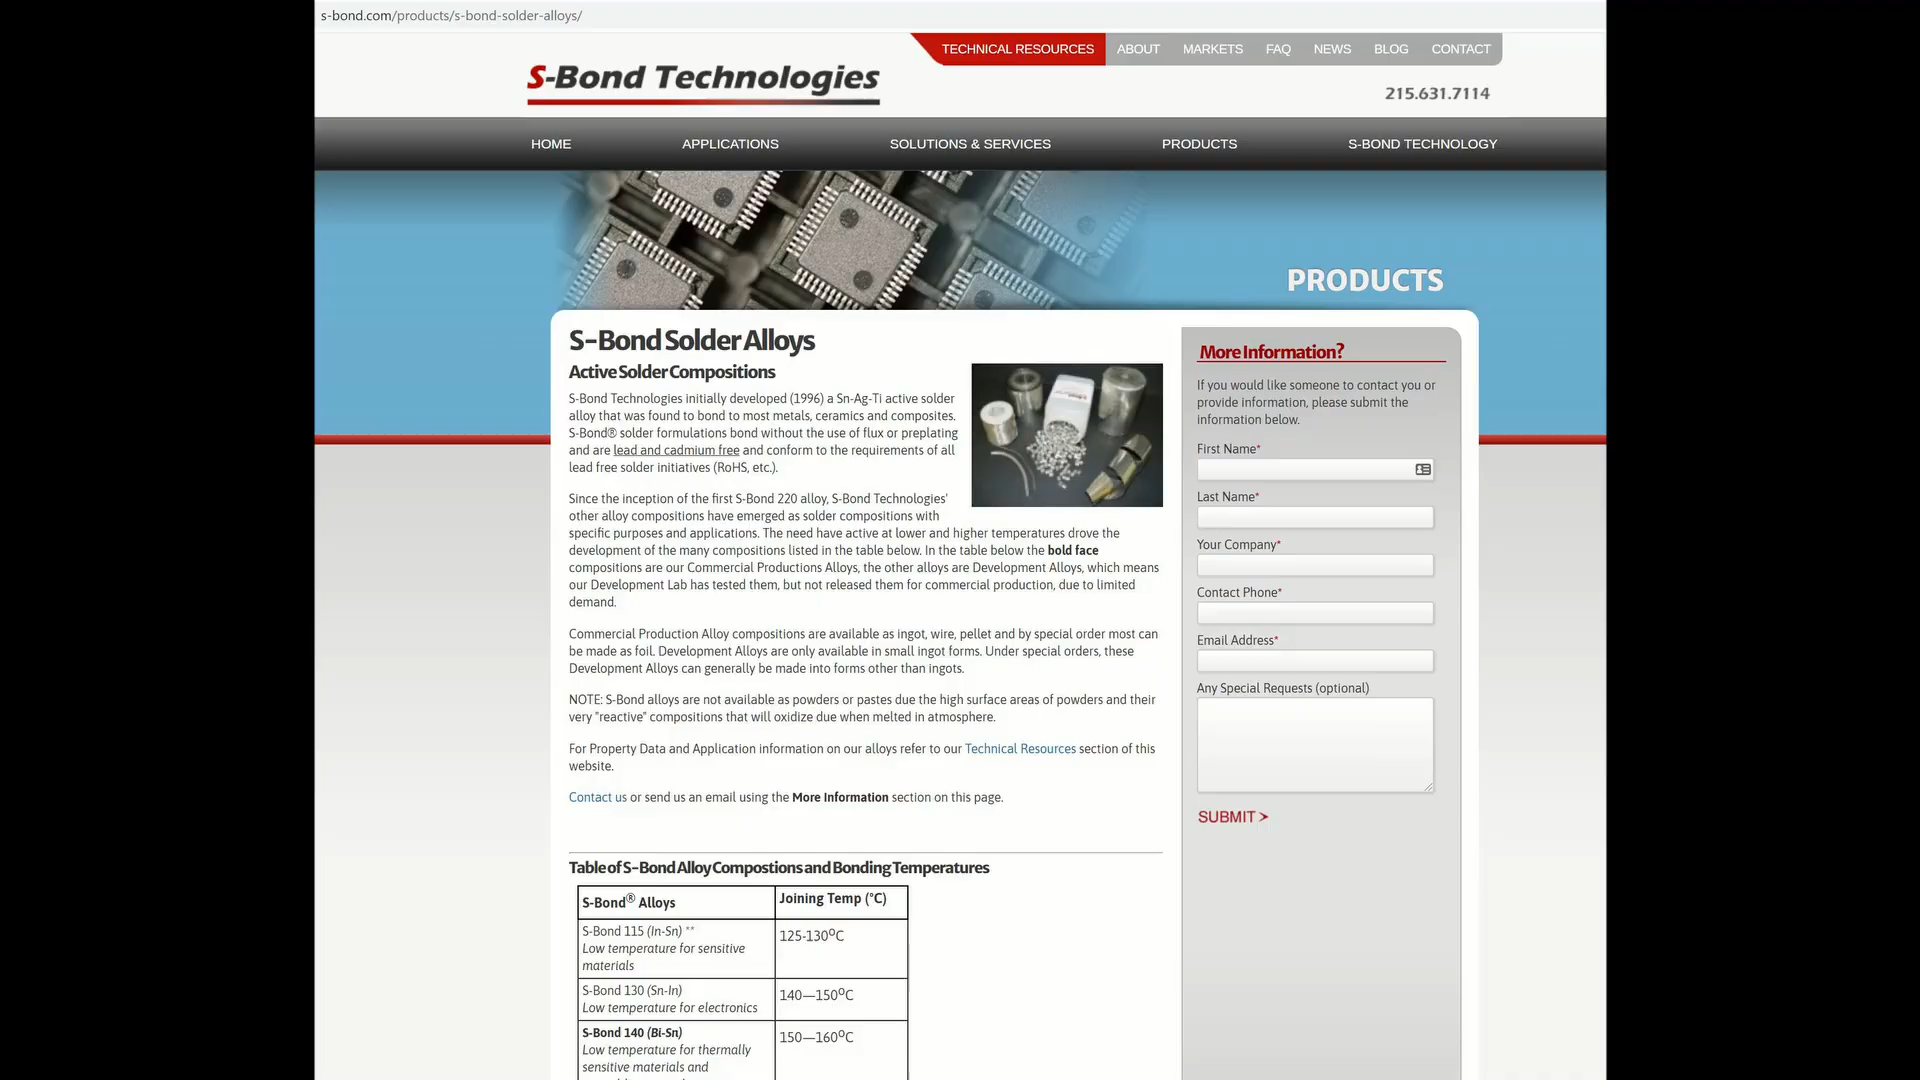 s-bond.com/products/s-bond-solder-alloys/
TECHNICAL RESOURCES ABOUT MARKETS FAQ NEWS BLOG CONTACT
S-Bond Technologies
215.631.7114
HOME APPLICATIONS SOLUTIONS & SERVICES PRODUCTS S-BOND TECHNOLOGY
PRODUCTS
S-Bond Solder Alloys
Active Solder Compositions
S-Bond Technologies initially developed (1996) a Sn-Ag-Ti active solder
alloy that was found to bond to most metals, ceramics and composites.
S-Bond® solder formulations bond without the use of flux or preplating
and are lead and cadmium free and conform to the requirements of all
lead free solder initiatives (RoHS, etc.).
Since the inception of the first S-Bond 220 alloy, S-Bond Technologies'
other alloy compositions have emerged as solder compositions with
specific purposes and applications. The need have active at lower and higher temperatures drove the
development of the many compositions listed in the table below. In the table below the bold face
compositions are our Commercial Productions Alloys, the other alloys are Development Alloys, which means
our Development Lab has tested them, but not released them for commercial production, due to limited
demand.
Commercial Production Alloy compositions are available as ingot, wire, pellet and by special order most can
be made as foil. Development Alloys are only available in small ingot forms. Under special orders, these
Development Alloys can generally be made into forms other than ingots.
NOTE: S-Bond alloys are not available as powders or pastes due the high surface areas of powders and their
very "reactive" compositions that will oxidize due when melted in atmosphere.
For Property Data and Application information on our alloys refer to our Technical Resources section of this
website.
Contact us or send us an email using the More Information section on this page.
Table of S-Bond Alloy Compostions and Bonding Temperatures
S-Bond® Alloys Joining Temp (°C)
S-Bond 115 (In-Sn) ** 125-130ºC
Low temperature for sensitive
materials
S-Bond 130 (Sn-In) 140—150ºC
Low temperature for electronics
S-Bond 140 (Bi-Sn) 150—160ºC
Low temperature for thermally
sensitive materials and
More Information?
If you would like someone to contact you or
provide information, please submit the
information below.
First Name*
Last Name*
Your Company*
Contact Phone*
Email Address*
Any Special Requests (optional)
SUBMIT >